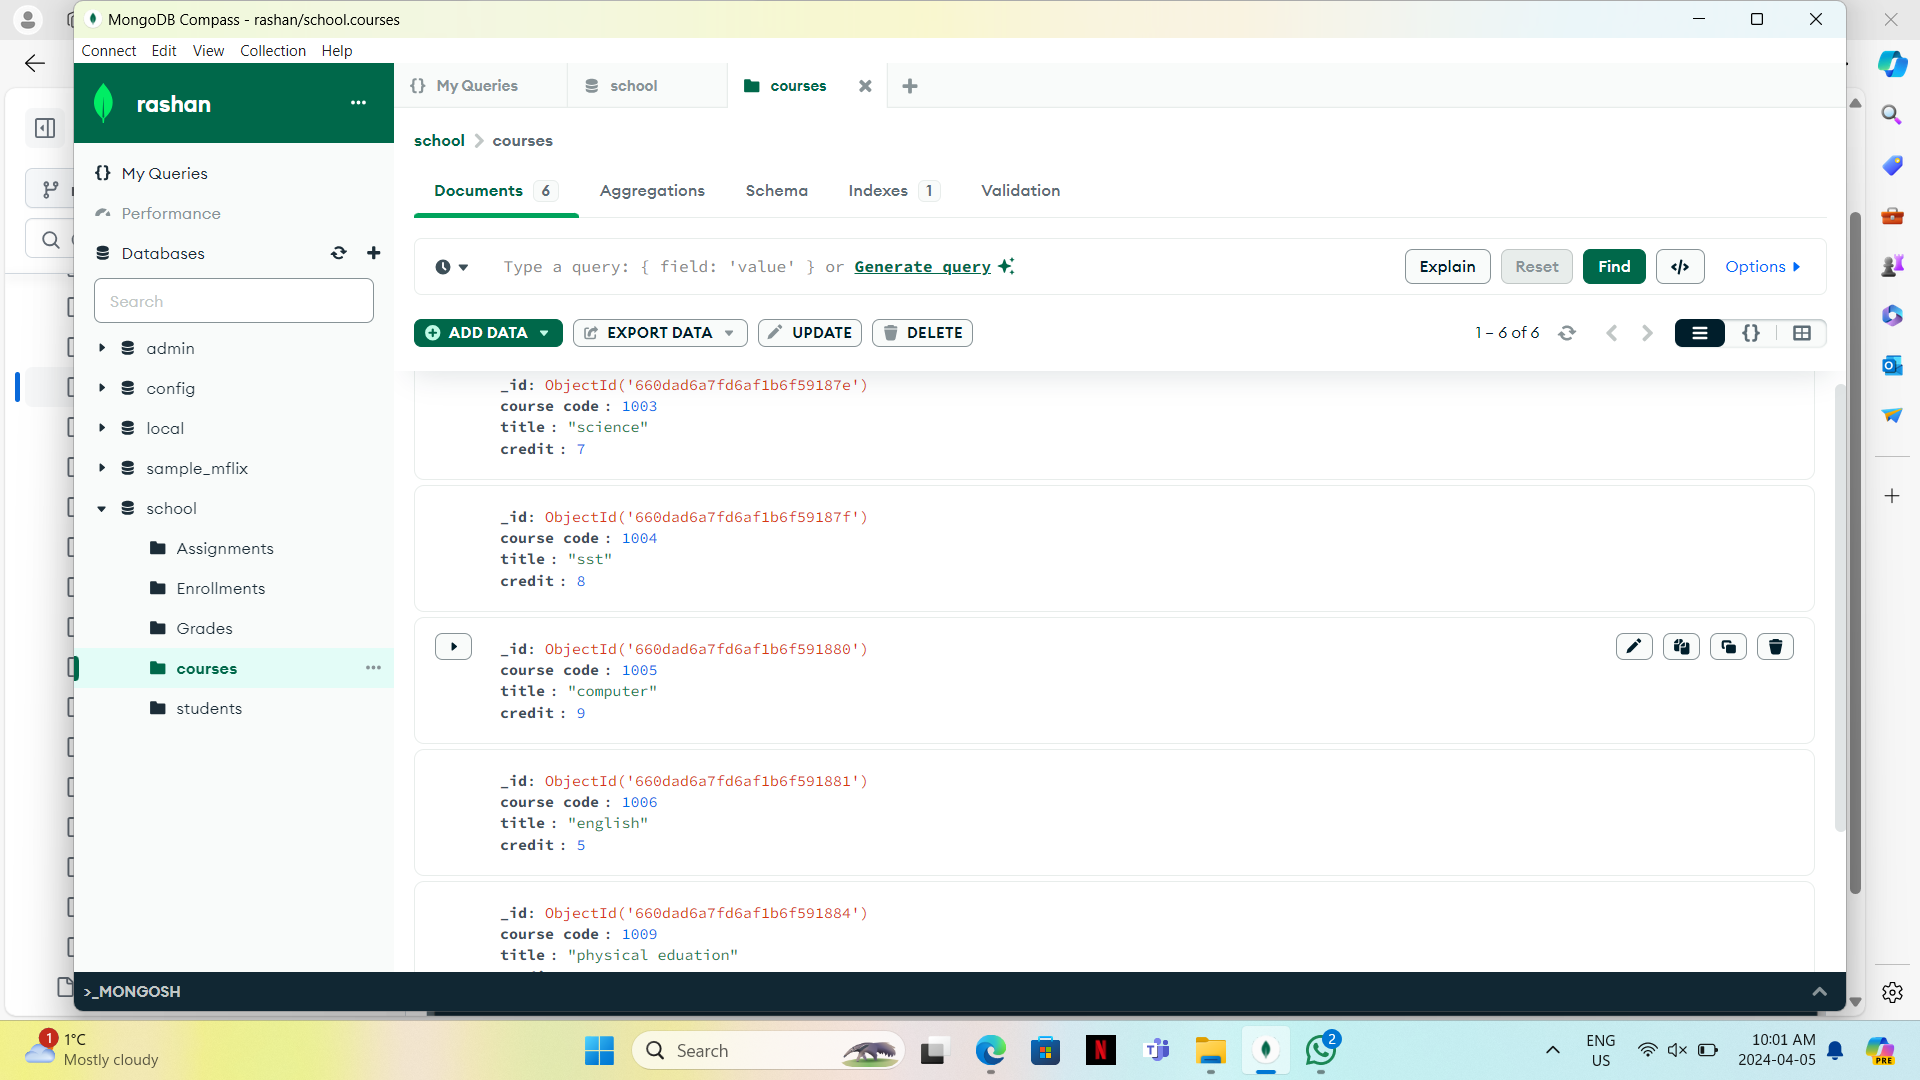 MongoDB Compass - rashan/school.courses
Connect Edit View Collection Help
rashan
My Queries
school
courses
school > courses
My Queries
Performance
Databases
Search
admin
config
local
sample_mflix
school
Assignments
Enrollments
Grades
courses
students
Documents 6 Aggregations Schema Indexes 1 Validation
Type a query: { field: 'value' } or Generate query
Explain Reset Find </> Options
ADD DATA EXPORT DATA UPDATE DELETE
1 – 6 of 6
{}
_id: ObjectId('660dad6a7fd6af1b6f59187e')
course code : 1003
title : "science"
credit : 7
_id: ObjectId('660dad6a7fd6af1b6f59187f')
course code : 1004
title : "sst"
credit : 8
_id: ObjectId('660dad6a7fd6af1b6f591880')
course code : 1005
title : "computer"
credit : 9
_id: ObjectId('660dad6a7fd6af1b6f591881')
course code : 1006
title : "english"
credit : 5
_id: ObjectId('660dad6a7fd6af1b6f591884')
course code : 1009
title : "physical eduation"
>_MONGOSH
1
1°C
Mostly cloudy
Search
N
T
2
ENG
US
10:01 AM
2024-04-05
PRE